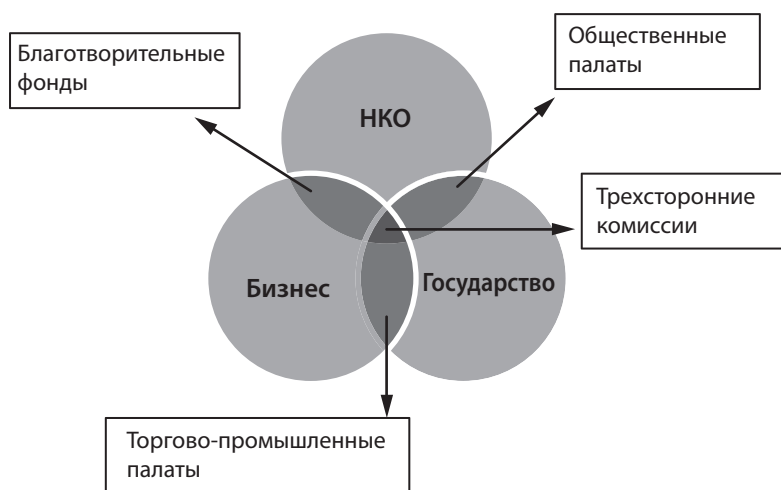 Благотворительные
фонды
Общественные
палаты
НКО
Трехсторонние
комиссии
Бизнес
Государство
Торгово-промышленные
палаты